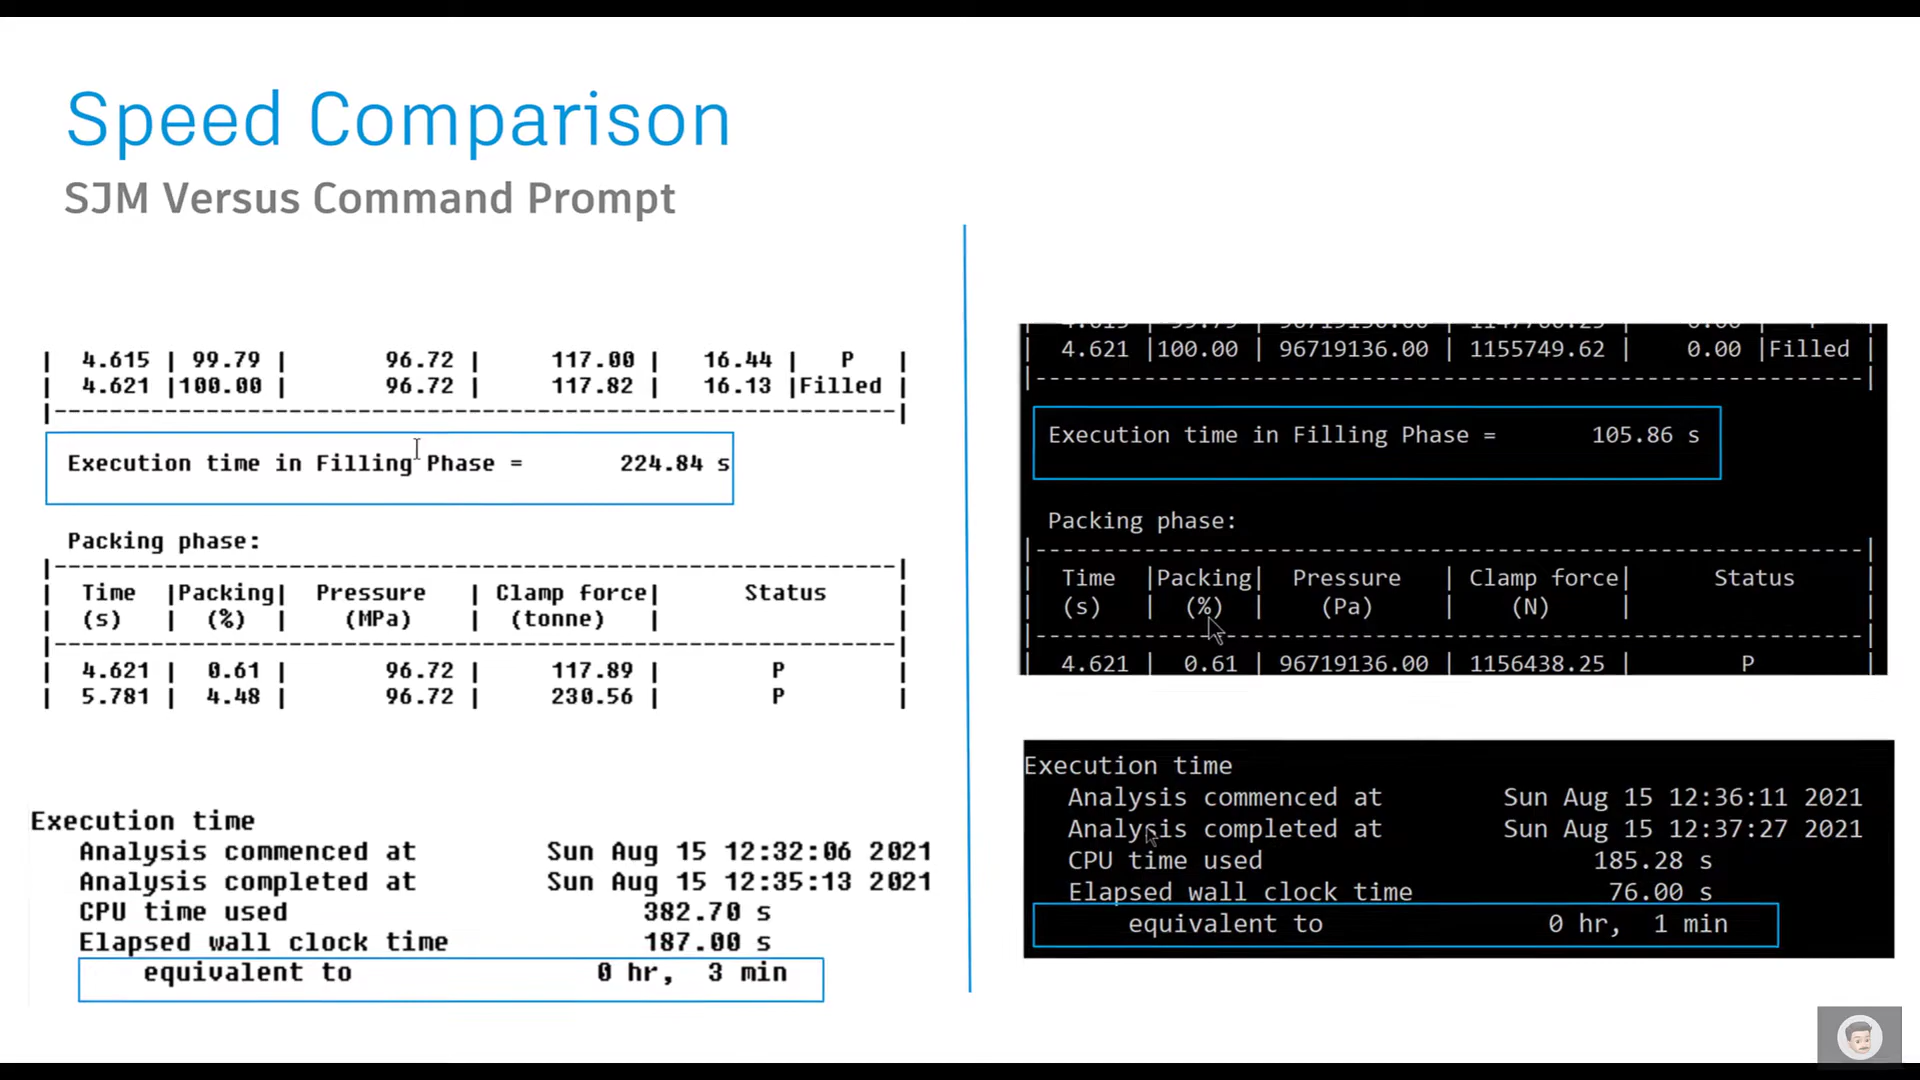 Speed Comparison
SJM Versus Command Prompt
| 4.615 | 99.79 | 96.72 | 117.00 | 16.44 | P |
| 4.621 |100.00 | 96.72 | 117.82 | 16.13 |Filled |
|--------------------------------------------------------------|
Execution time in Filling Phase = 224.84 s
Packing phase:
|--------------------------------------------------------------|
| Time |Packing| Pressure | Clamp force| Status |
| (s) | (%) | (MPa) | (tonne) | |
|--------------------------------------------------------------|
| 4.621 | 0.61 | 96.72 | 117.89 | P |
| 5.781 | 4.48 | 96.72 | 230.56 | P |
Execution time
Analysis commenced at Sun Aug 15 12:32:06 2021
Analysis completed at Sun Aug 15 12:35:13 2021
CPU time used 382.70 s
Elapsed wall clock time 187.00 s
equivalent to 0 hr, 3 min
| 4.621 |100.00 | 96719136.00 | 1155749.62 | 0.00 |Filled |
|--------------------------------------------------------------|
Execution time in Filling Phase = 105.86 s
Packing phase:
|--------------------------------------------------------------|
| Time |Packing| Pressure | Clamp force| Status |
| (s) | (%) | (Pa) | (N) | |
|--------------------------------------------------------------|
| 4.621 | 0.61 | 96719136.00 | 1156438.25 | P |
Execution time
Analysis commenced at Sun Aug 15 12:36:11 2021
Analysis completed at Sun Aug 15 12:37:27 2021
CPU time used 185.28 s
Elapsed wall clock time 76.00 s
equivalent to 0 hr, 1 min